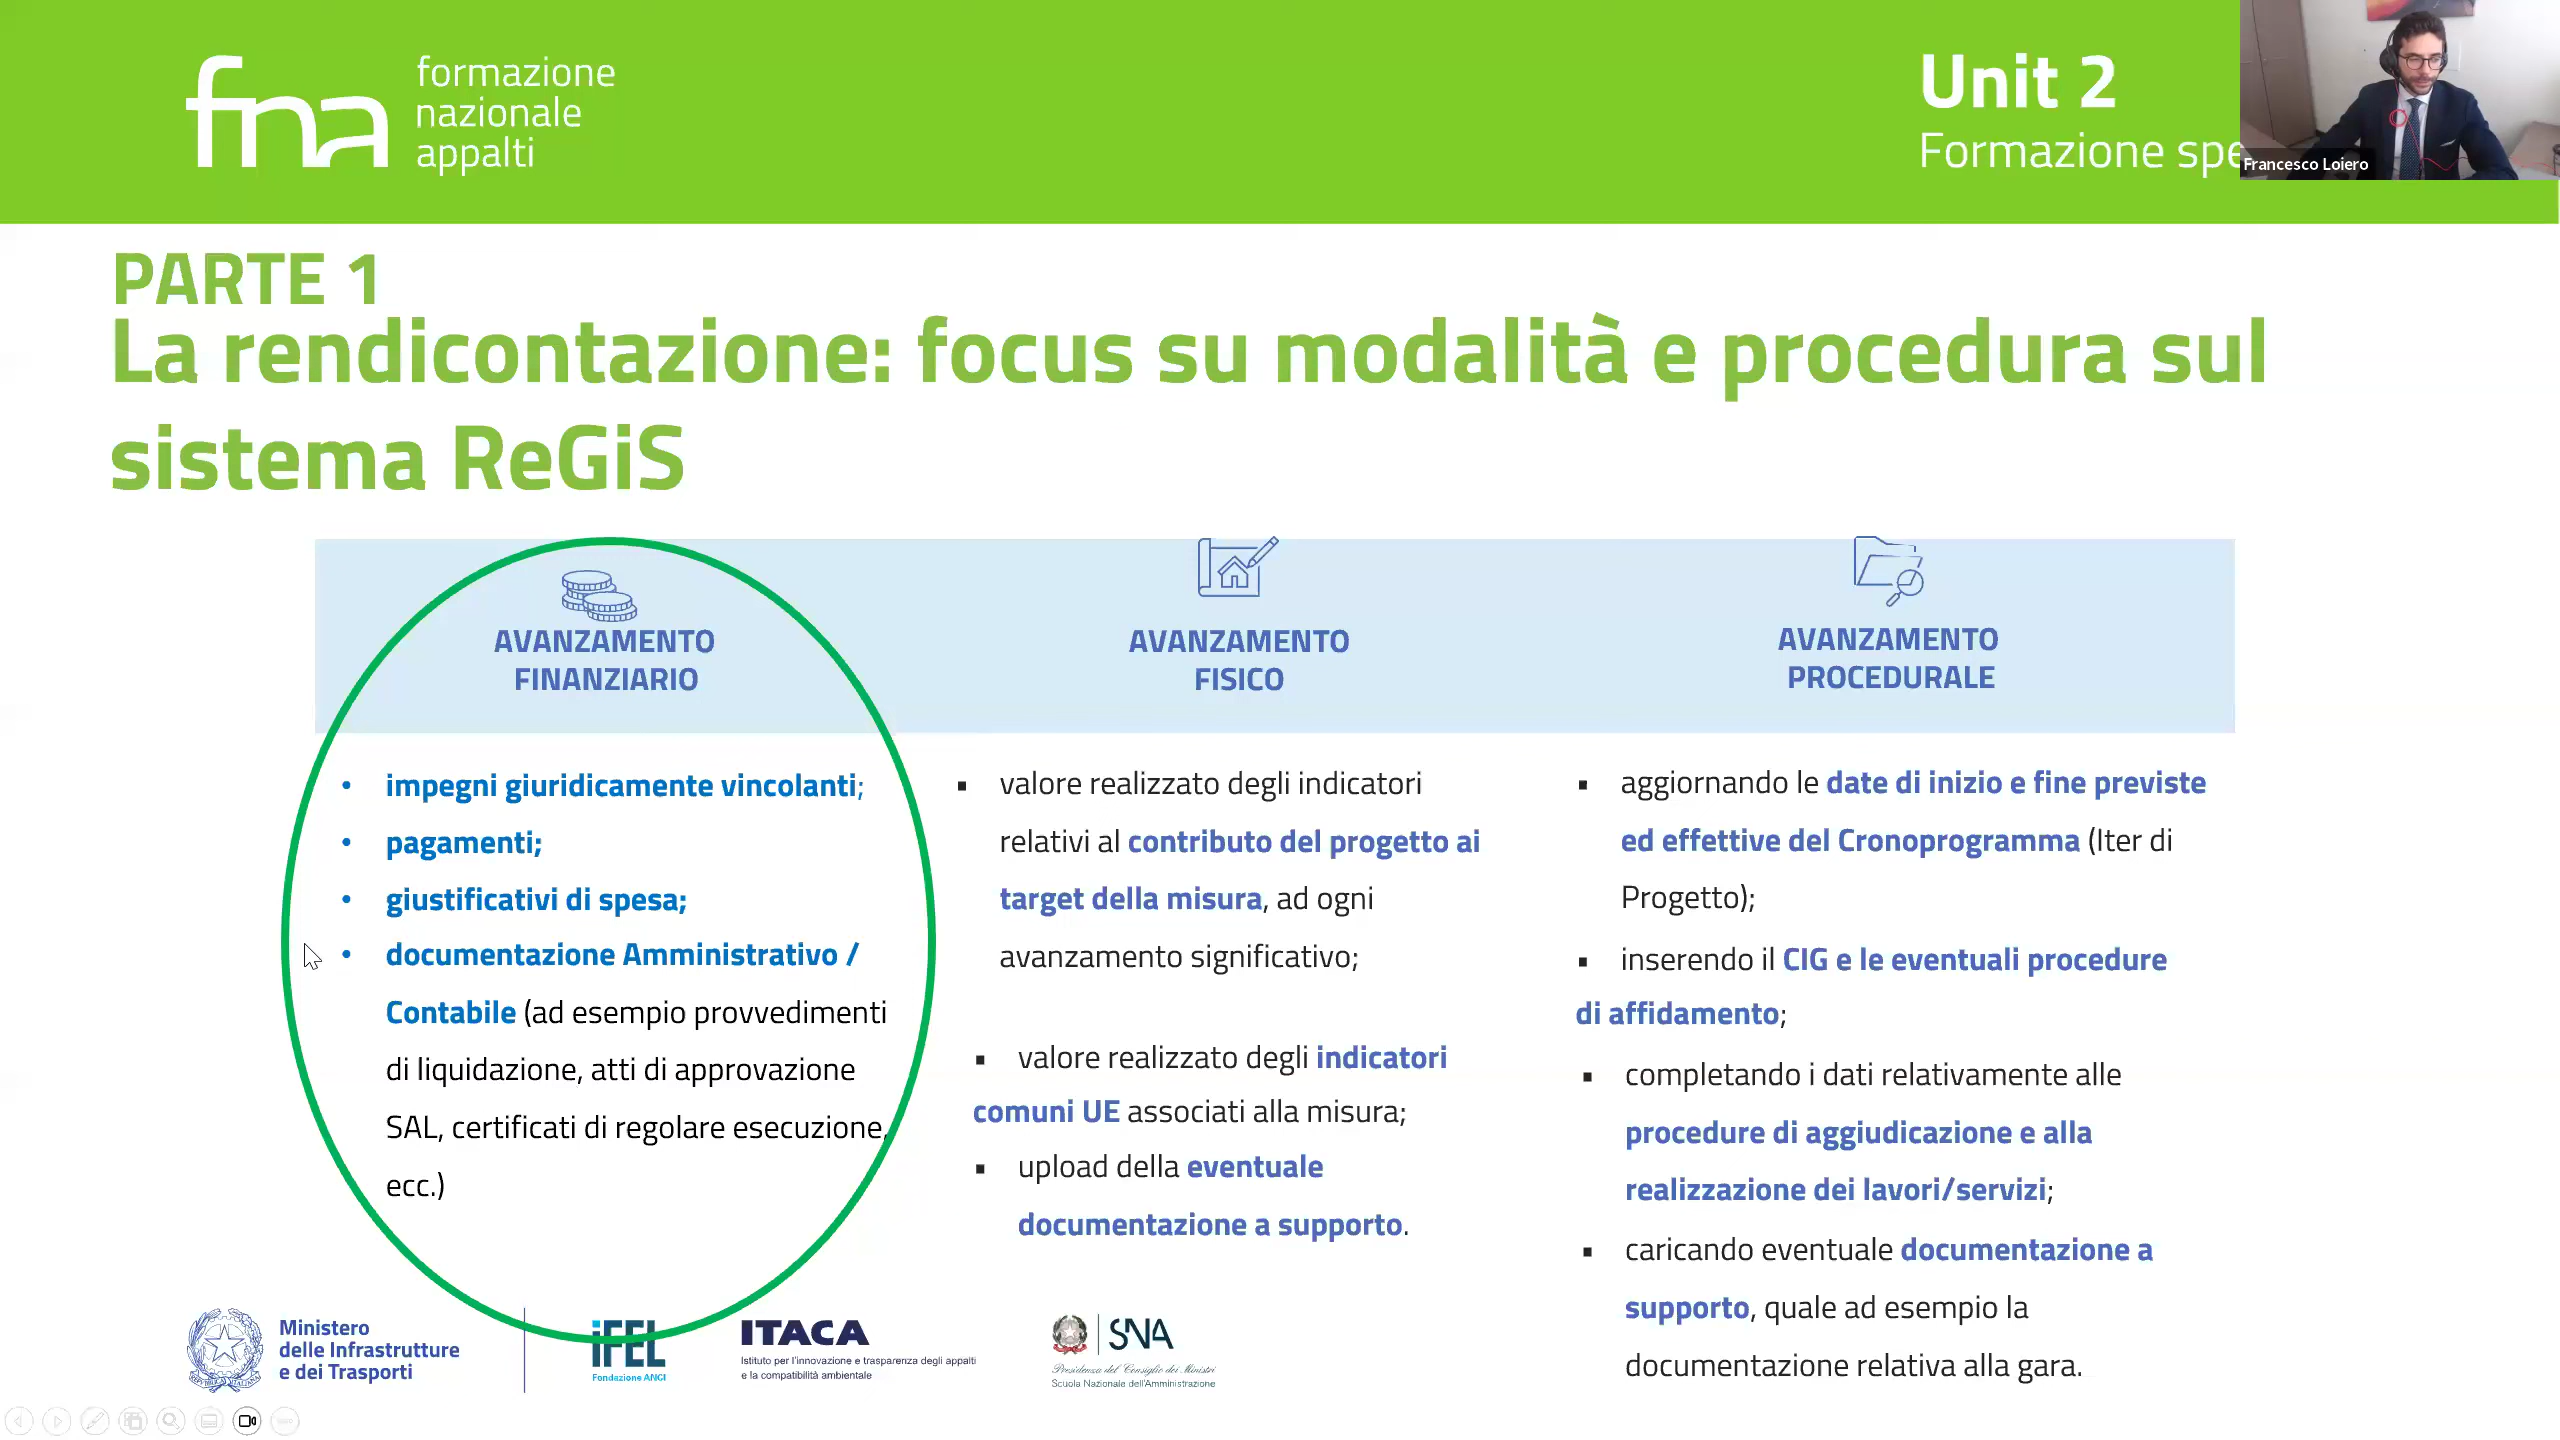 fna
formazione
nazionale
appalti
Unit 2
Formazione spe
Francesco Loiero
PARTE 1
La rendicontazione: focus su modalità e procedura sul
sistema ReGiS
AVANZAMENTO
FINANZIARIO
• impegni giuridicamente vincolanti;
• pagamenti;
• giustificativi di spesa;
• documentazione Amministrativo /
Contabile (ad esempio provvedimenti
di liquidazione, atti di approvazione
SAL, certificati di regolare esecuzione,
ecc.)
AVANZAMENTO
FISICO
▪ valore realizzato degli indicatori
relativi al contributo del progetto ai
target della misura, ad ogni
avanzamento significativo;
▪ valore realizzato degli indicatori
comuni UE associati alla misura;
▪ upload della eventuale
documentazione a supporto.
AVANZAMENTO
PROCEDURALE
▪ aggiornando le date di inizio e fine previste
ed effettive del Cronoprogramma (Iter di
Progetto);
▪ inserendo il CIG e le eventuali procedure
di affidamento;
▪ completando i dati relativamente alle
procedure di aggiudicazione e alla
realizzazione dei lavori/servizi;
▪ caricando eventuale documentazione a
supporto, quale ad esempio la
documentazione relativa alla gara.
Ministero
delle Infrastrutture
e dei Trasporti
iFEL
Fondazione ANCI
ITACA
Istituto per l'innovazione e trasparenza degli appalti
e la compatibilità ambientale
SNA
Presidenza del Consiglio dei Ministri
Scuola Nazionale dell'Amministrazione